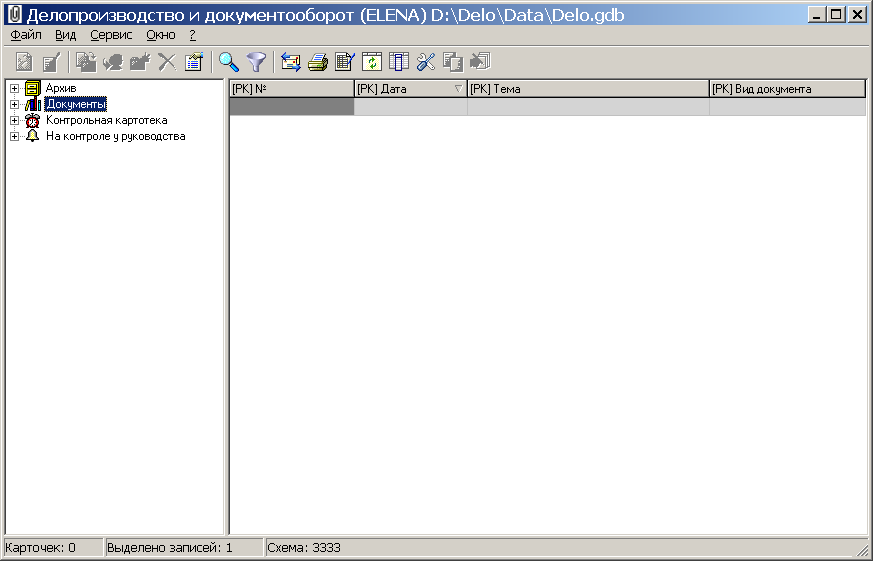 Делопроизводство и документооборот (ELENA) D:\Delo\Data\Delo.gdb
Файл Вид Сервис Окно ?
[РК] № [РК] Дата [РК] Тема [РК] Вид документа
Архив
Документы
Контрольная картотека
На контроле у руководства
Карточек: 0 Выделено записей: 1 Схема: 3333